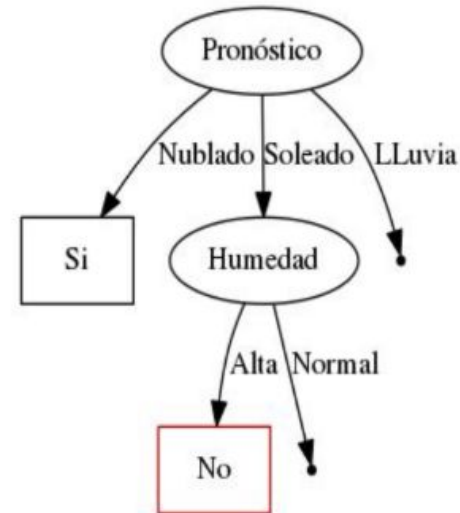 Pronóstico
Nublado Soleado LLuvia
Si
Humedad
Alta Normal
No